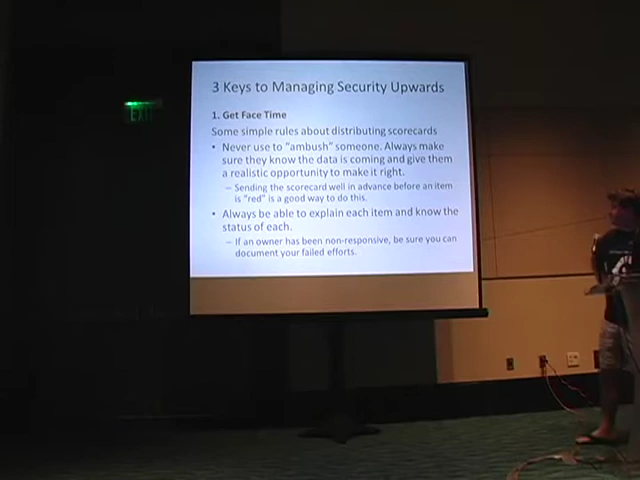 3 Keys to Managing Security Upwards
1. Get Face Time
Some simple rules about distributing scorecards
• Never use to "ambush" someone. Always make
sure they know the data is coming and give them
a realistic opportunity to make it right.
– Sending the scorecard well in advance before an item
is "red" is a good way to do this.
• Always be able to explain each item and know the
status of each.
– If an owner has been non-responsive, be sure you can
document your failed efforts.
EXIT